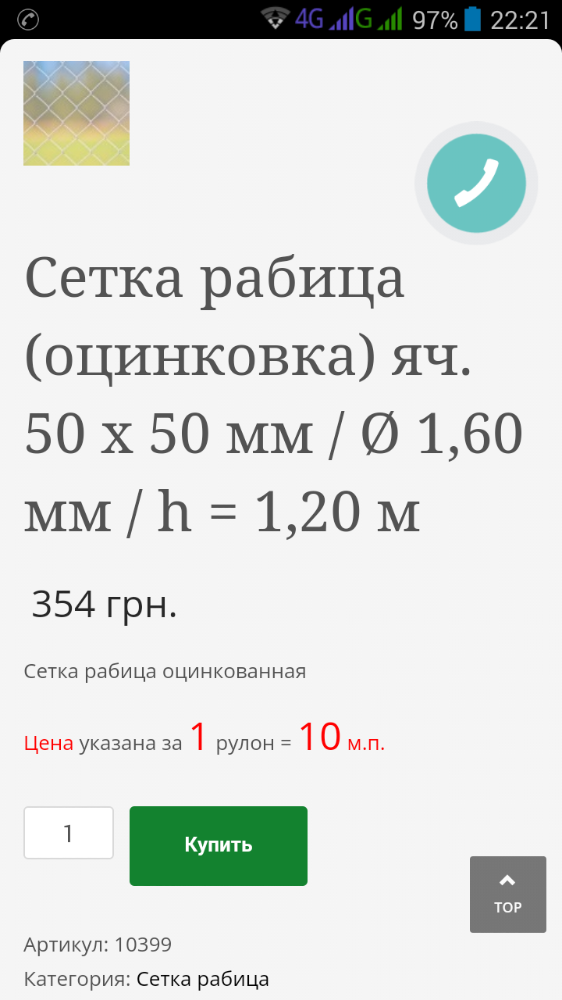 4G G 97% 22:21
Сетка рабица
(оцинковка) яч.
50 х 50 мм / Ø 1,60
мм / h = 1,20 м
354 грн.
Сетка рабица оцинкованная
Цена указана за 1 рулон = 10 м.п.
1
Купить
TOP
Артикул: 10399
Категория: Сетка рабица